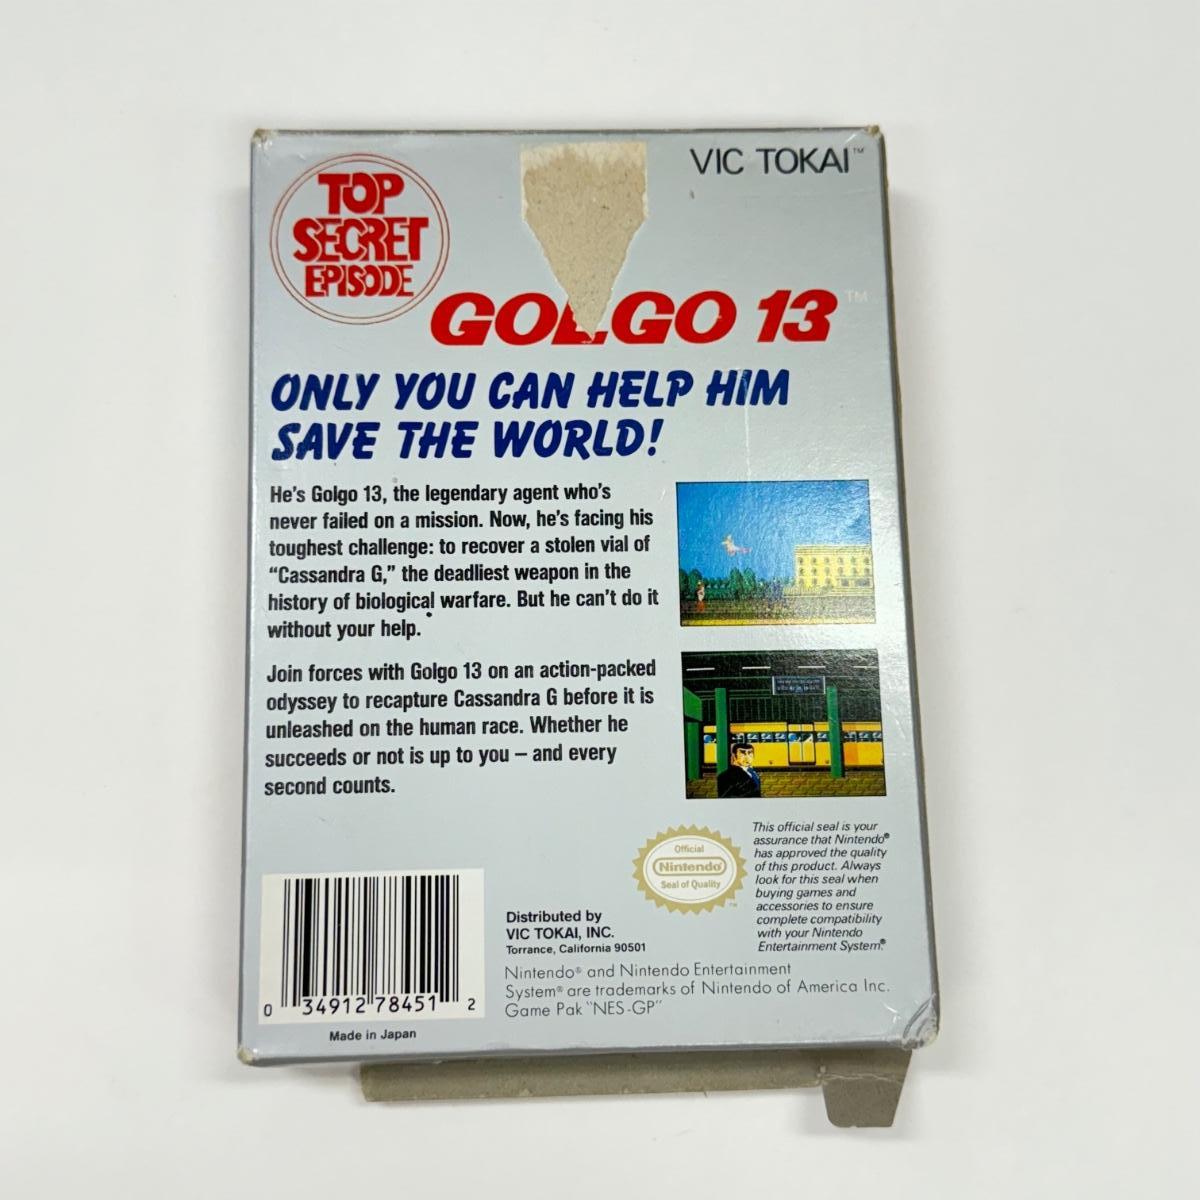 TOP
SECRET
EPISODE
VIC TOKAI™
GOLGO 13™
ONLY YOU CAN HELP HIM
SAVE THE WORLD!
He's Golgo 13, the legendary agent who's
never failed on a mission. Now, he's facing his
toughest challenge: to recover a stolen vial of
“Cassandra G,” the deadliest weapon in the
history of biological warfare. But he can't do it
without your help.
Join forces with Golgo 13 on an action-packed
odyssey to recapture Cassandra G before it is
unleashed on the human race. Whether he
succeeds or not is up to you – and every
second counts.
Official
Nintendo®
Seal of Quality
™
This official seal is your
assurance that Nintendo®
has approved the quality
of this product. Always
look for this seal when
buying games and
accessories to ensure
complete compatibility
with your Nintendo
Entertainment System.®
Distributed by
VIC TOKAI, INC.
Torrance, California 90501
Nintendo® and Nintendo Entertainment
System® are trademarks of Nintendo of America Inc.
Game Pak "NES-GP"
0 34912 78451 2
Made in Japan